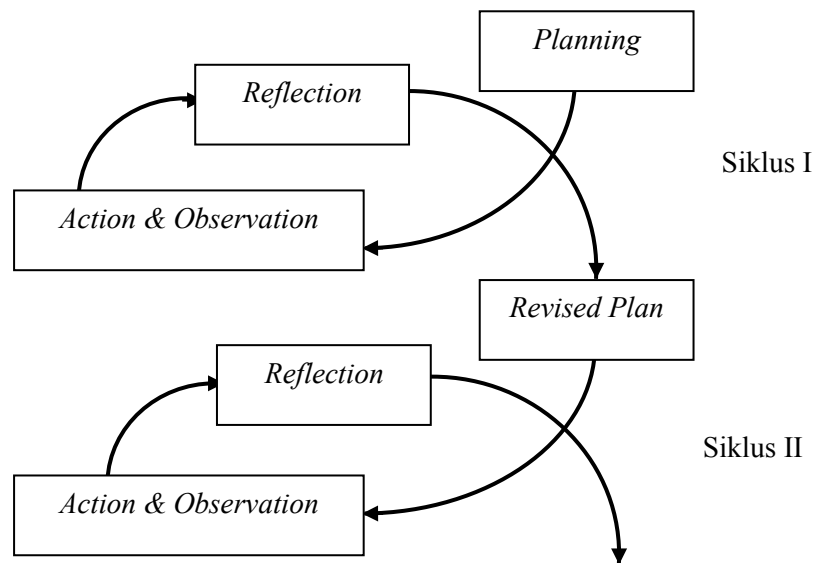 Planning
Reflection
Siklus I
Action & Observation
Revised Plan
Reflection
Siklus II
Action & Observation